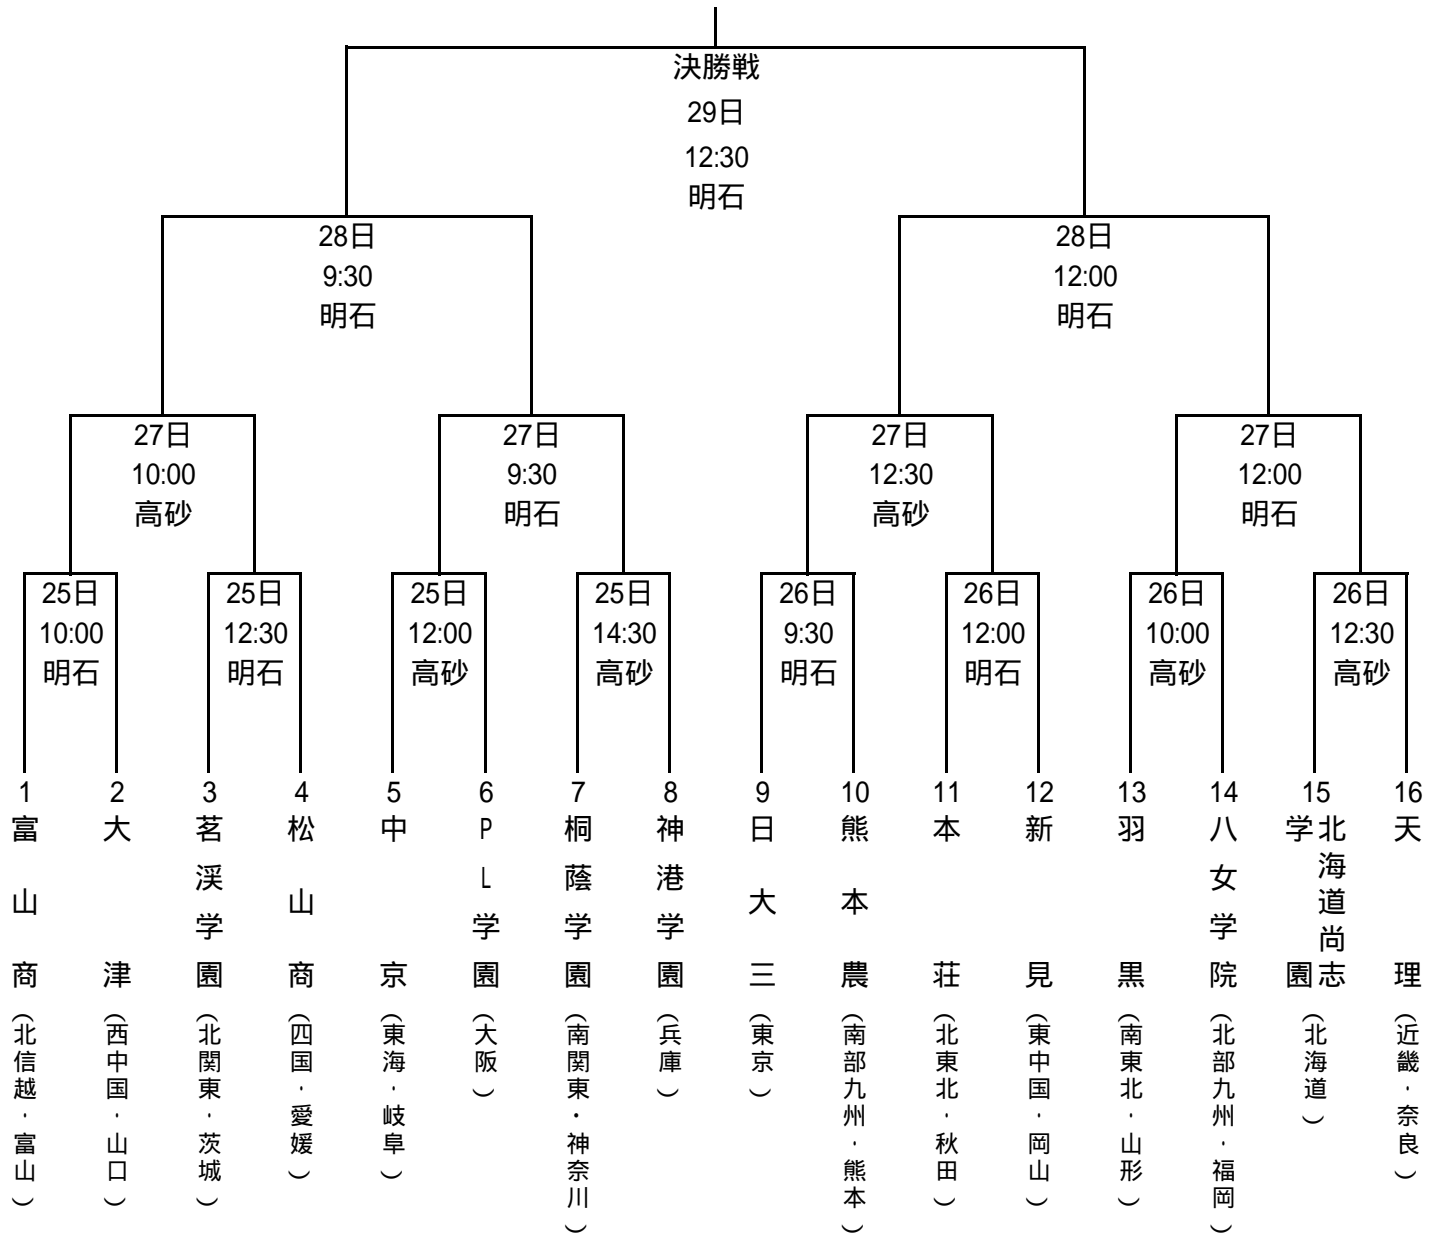 決勝戦
29日
12:30
明石
28日
9:30
明石
28日
12:00
明石
27日
10:00
高砂
27日
9:30
明石
27日
12:30
高砂
27日
12:00
明石
25日
10:00
明石
25日
12:30
明石
25日
12:00
高砂
25日
14:30
高砂
26日
9:30
明石
26日
12:00
明石
26日
10:00
高砂
26日
12:30
高砂
1
富山商(北信越・富山)
2
大津(西中国・山口)
3
茗渓学園(北関東・茨城)
4
松山商(四国・愛媛)
5
中京(東海・岐阜)
6
PL学園(大阪)
7
桐蔭学園(南関東・神奈川)
8
神港学園(兵庫)
9
日大三(東京)
10
熊本農(南部九州・熊本)
11
本荘(北東北・秋田)
12
新見(東中国・岡山)
13
羽黒(南東北・山形)
14
八女学院(北部九州・福岡)
15
北海道尚志
学園
(北海道)
16
天理(近畿・奈良)